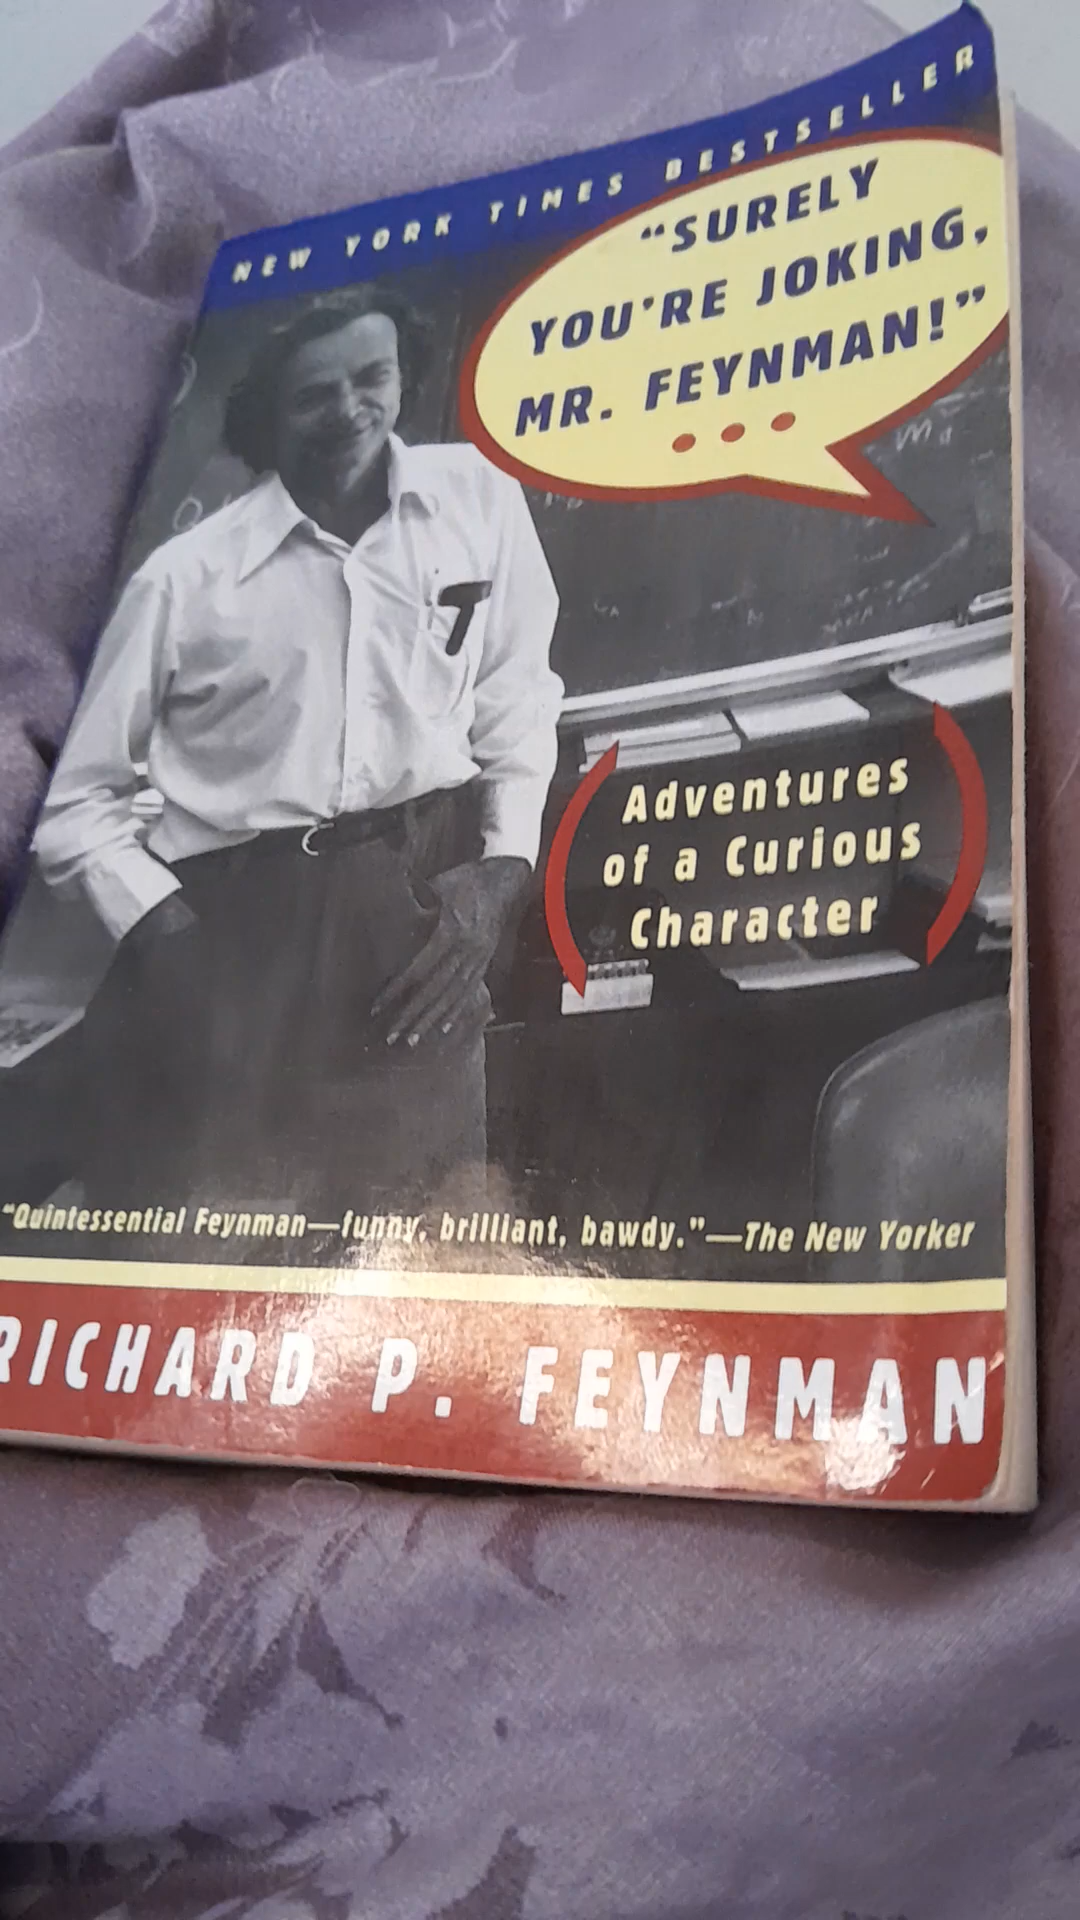 NEW YORK TIMES BESTSELLER
“SURELY
YOU'RE JOKING,
MR. FEYNMAN!”
Adventures
of a Curious
Character
“Quintessential Feynman—funny, brilliant, bawdy.”—The New Yorker
RICHARD P. FEYNMAN